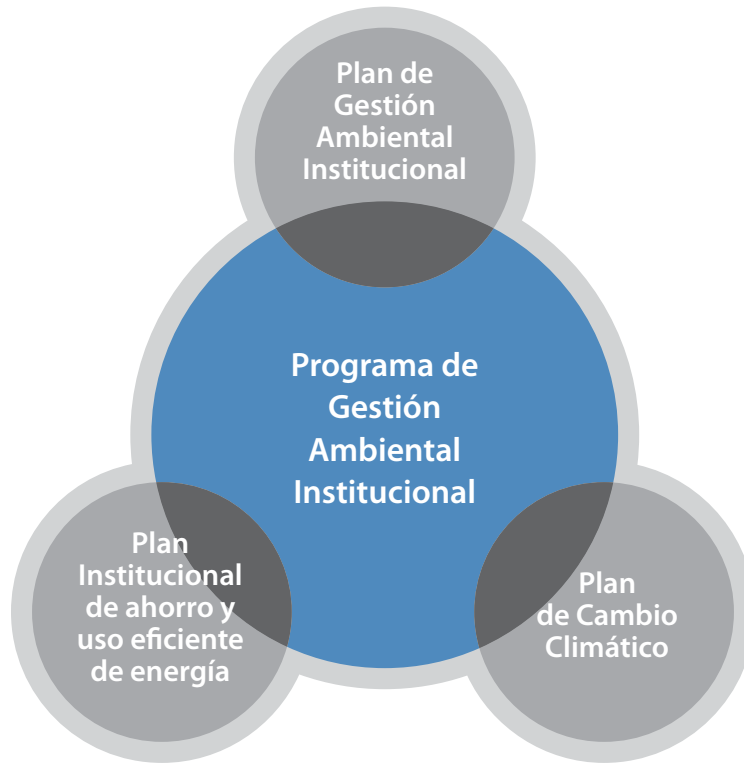 Plan de
Gestión
Ambiental
Institucional
Programa de
Gestión
Ambiental
Institucional
Plan
Institucional
de ahorro y
uso eficiente
de energía
Plan
de Cambio
Climático